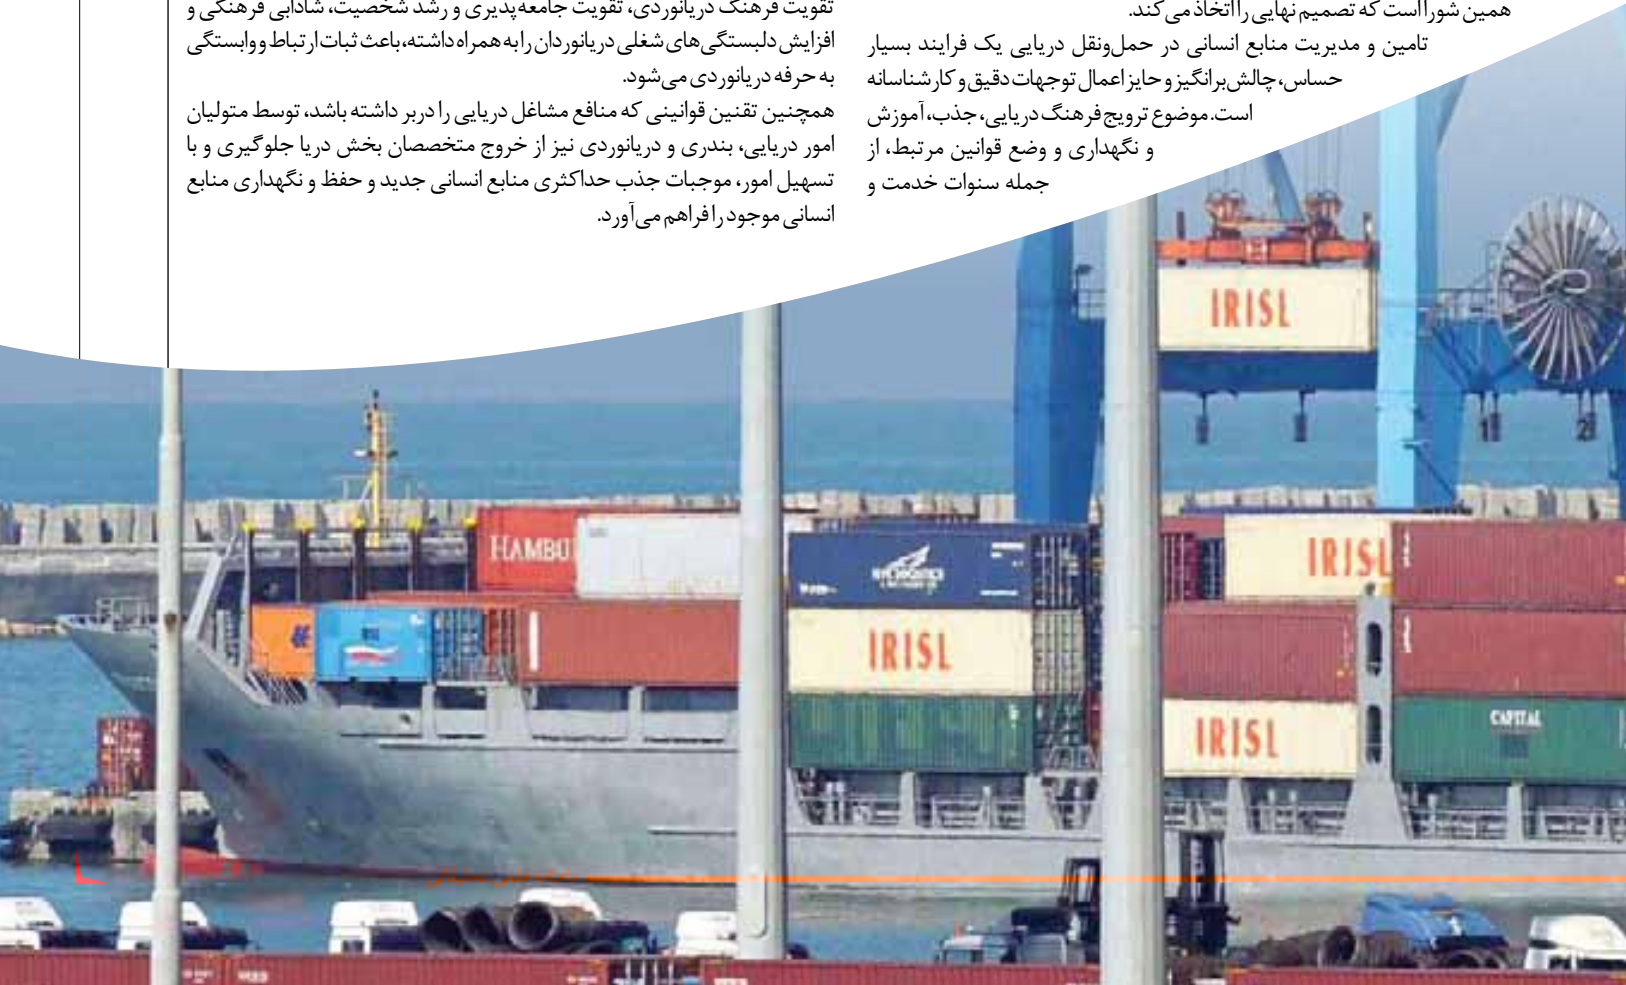 همین شورا است که تصمیم نهایی را اتخاذ می‌کند.
تامین و مدیریت منابع انسانی در حمل‌ونقل دریایی یک فرایند بسیار
حساس، چالش‌برانگیز و حایز اعمال توجهات دقیق و کارشناسانه
است. موضوع ترویج فرهنگ دریایی، جذب، آموزش
و نگهداری و وضع قوانین مرتبط، از
جمله سنوات خدمت و
تقویت فرهنگ دریانوردی، تقویت جامعه‌پذیری و رشد شخصیت، شادابی فرهنگی و
افزایش دلبستگی‌های شغلی دریانوردان را به همراه داشته، باعث ثبات ارتباط و وابستگی
به حرفه دریانوردی می‌شود.
همچنین تقنین قوانینی که منافع مشاغل دریایی را دربر داشته باشد، توسط متولیان
امور دریایی، بندری و دریانوردی نیز از خروج متخصصان بخش دریا جلوگیری و با
تسهیل امور، موجبات جذب حداکثری منابع انسانی جدید و حفظ و نگهداری منابع
انسانی موجود را فراهم می‌آورد.
IRISL
1 2
HAMBU
IRISL
IRISL
IRISL
CAPITAL